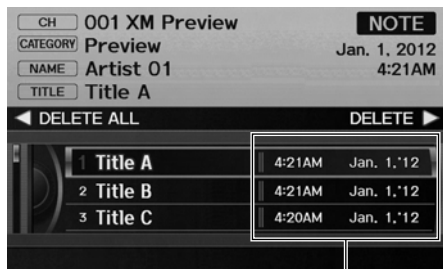 CH 001 XM Preview NOTE
CATEGORY Preview Jan. 1, 2012
NAME Artist 01 4:21AM
TITLE Title A
◀ DELETE ALL DELETE ▶
1 Title A 4:21AM Jan. 1,'12
2 Title B 4:21AM Jan. 1,'12
3 Title C 4:20AM Jan. 1,'12